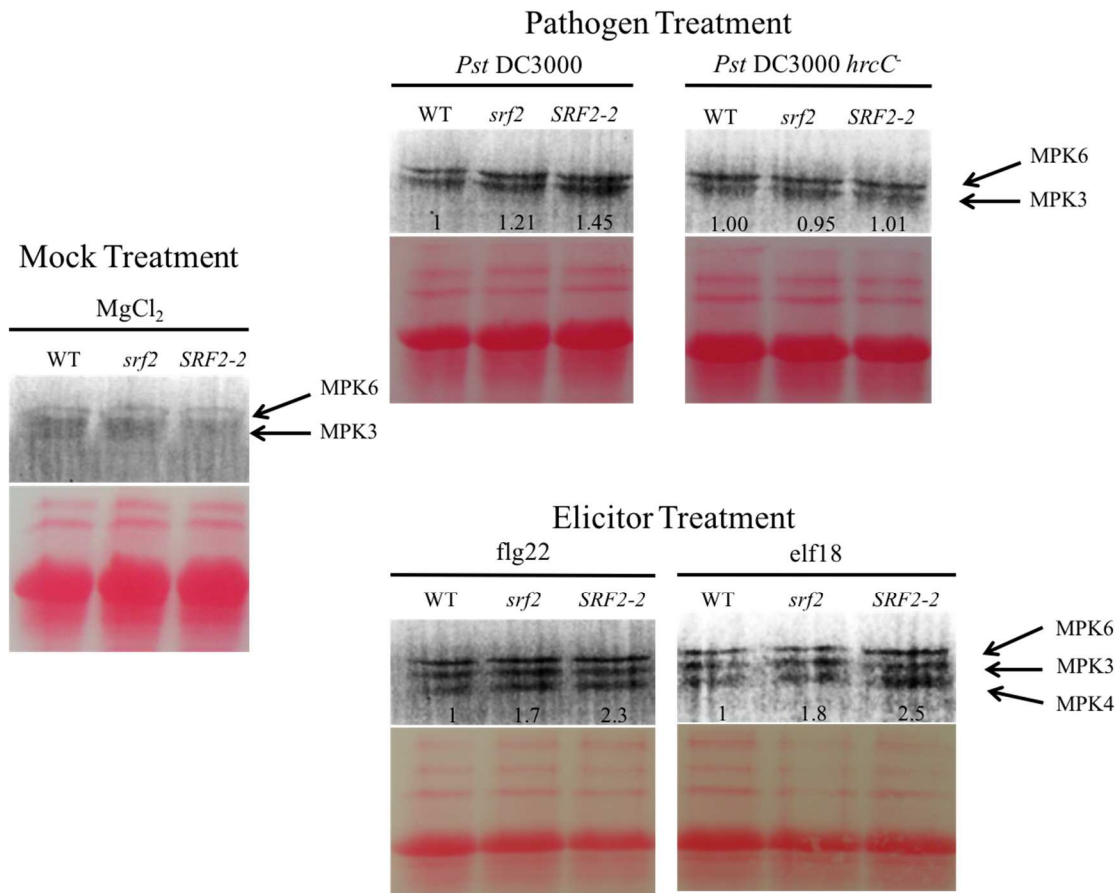 Pathogen Treatment
Pst DC3000
Pst DC3000 hrcC-
WT srf2 SRF2-2
WT srf2 SRF2-2
MPK6
MPK3
1 1.21 1.45
1.00 0.95 1.01
Mock Treatment
MgCl₂
WT srf2 SRF2-2
MPK6
MPK3
Elicitor Treatment
flg22
elf18
WT srf2 SRF2-2
WT srf2 SRF2-2
MPK6
MPK3
MPK4
1 1.7 2.3
1 1.8 2.5